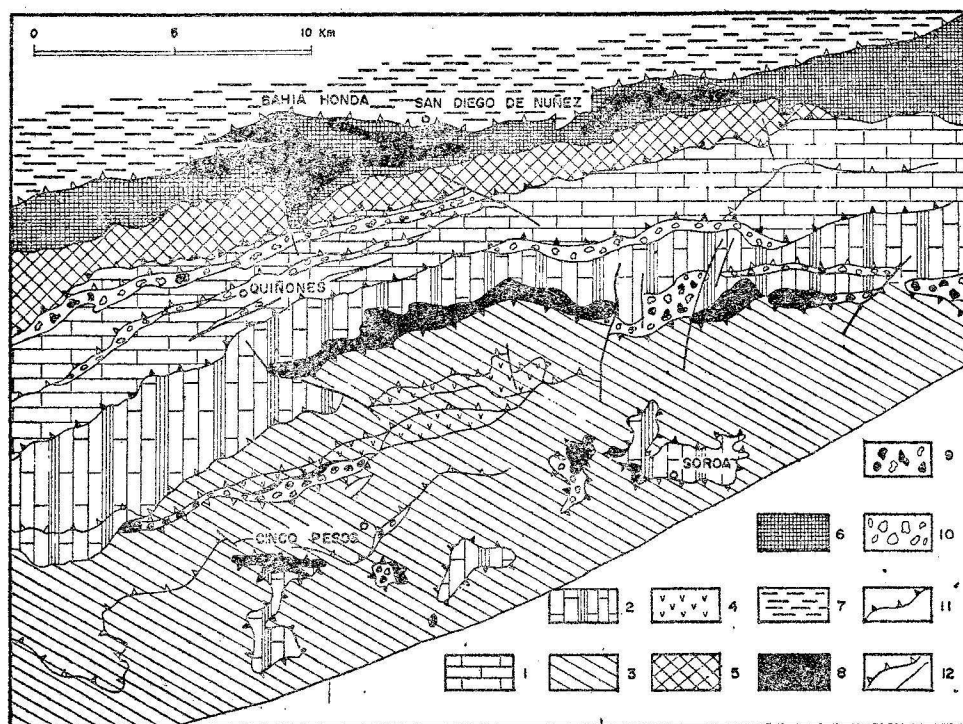 0 5 10 Km
BAHIA HONDA SAN DIEGO DE NUÑEZ
QUIÑONES
SOROA
CINCO PESOS
9
6 10
2 4 7 11
1 3 5 8 12